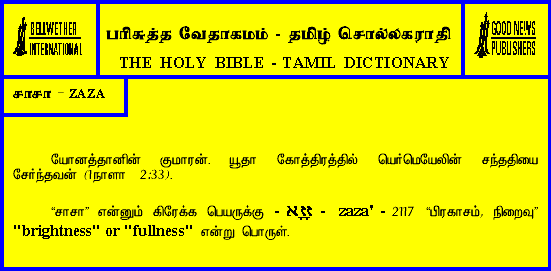 BELLWETHER
INTERNATIONAL
பரிசுத்த வேதாகமம் - தமிழ் சொல்லகராதி
THE HOLY BIBLE - TAMIL DICTIONARY
GOOD NEWS
PUBLISHERS
சாசா - ZAZA
யோனத்தானின் குமாரன். யூதா கோத்திரத்தில் யெர்மெயேலின் சந்ததியை
சேர்ந்தவன் (1நாளா 2:33).
“சாசா” என்னும் கிரேக்க பெயருக்கு - זָזָא - zaza' - 2117 “பிரகாசம், நிறைவு”
"brightness" or "fullness" என்று பொருள்.